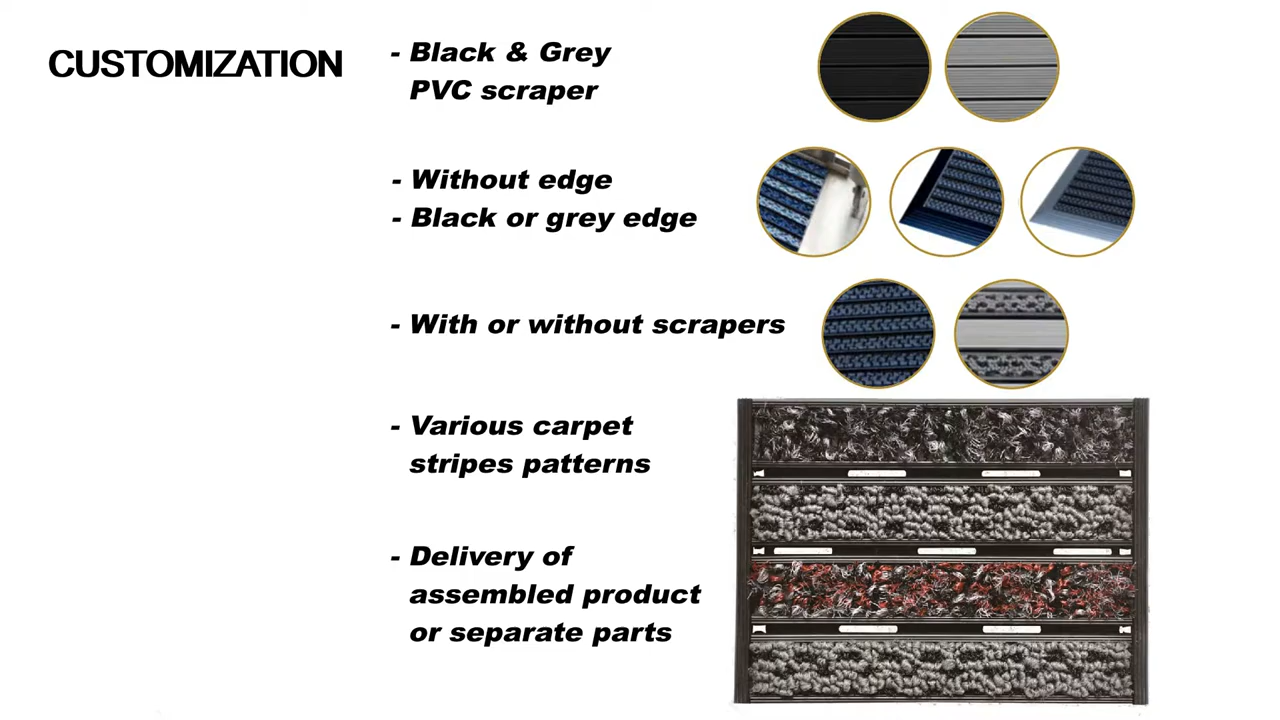 CUSTOMIZATION
- Black & Grey
PVC scraper
- Without edge
- Black or grey edge
- With or without scrapers
- Various carpet
stripes patterns
- Delivery of
assembled product
or separate parts